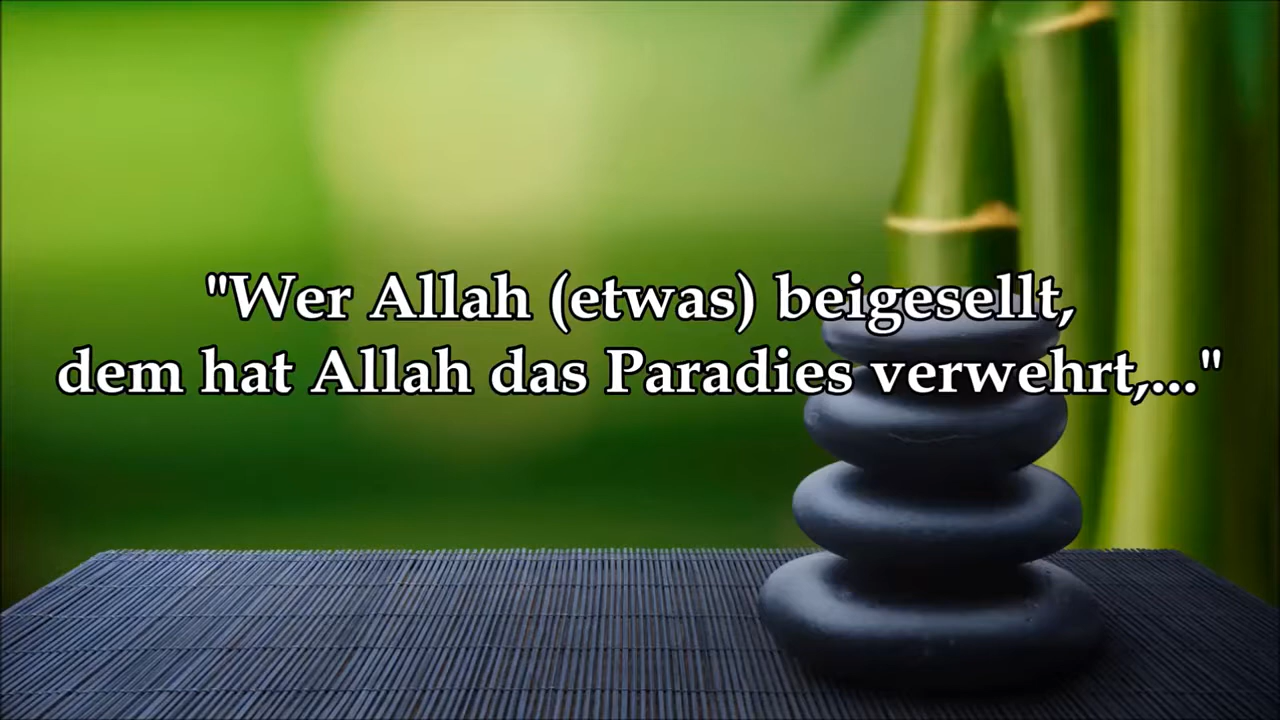 "Wer Allah (etwas) beigesellt,
dem hat Allah das Paradies verwehrt,..."